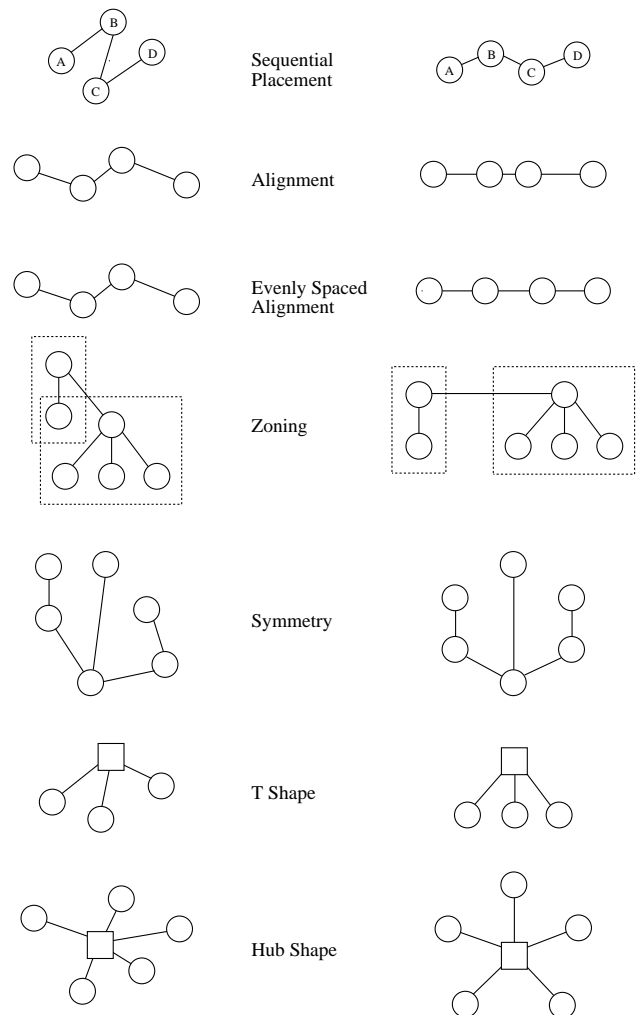 B
A
D
C
Sequential
Placement
B
D
A
C
Alignment
Evenly Spaced
Alignment
Zoning
Symmetry
T Shape
Hub Shape